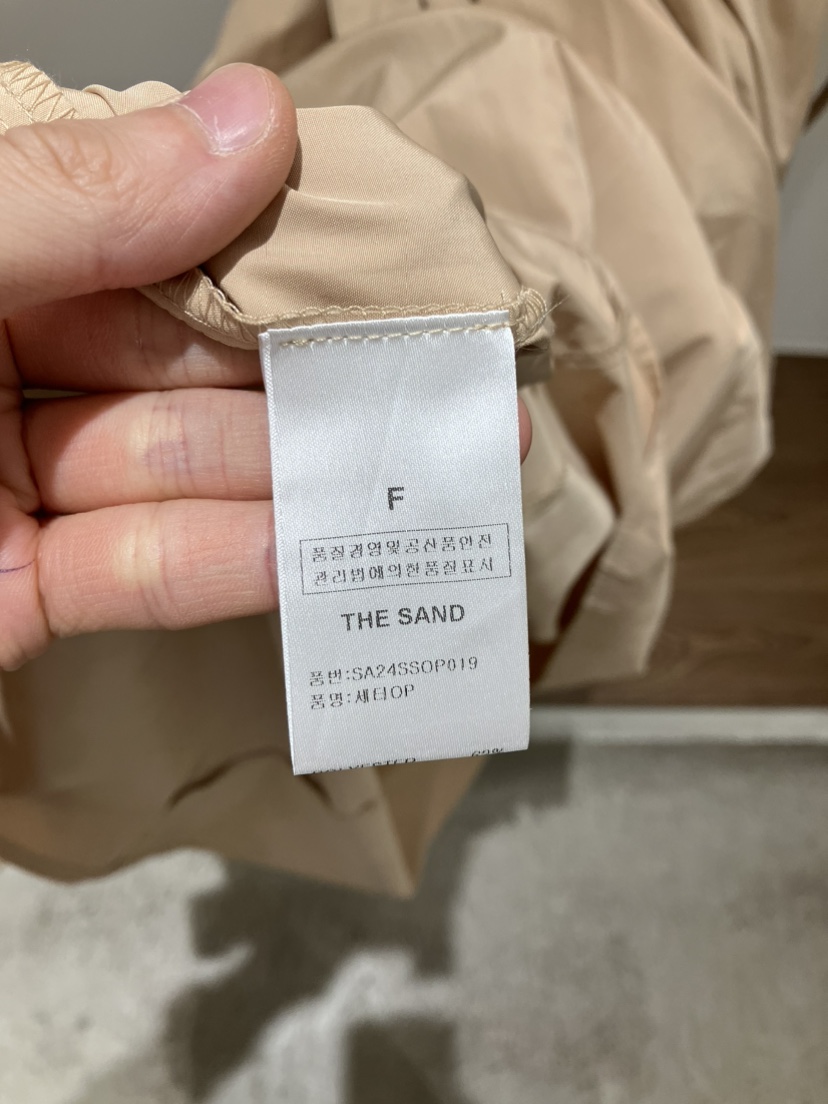 F
품질경영및공산품안전
관리법에의한품질표시
THE SAND
품번:SA24SSOP019
품명:세터OP